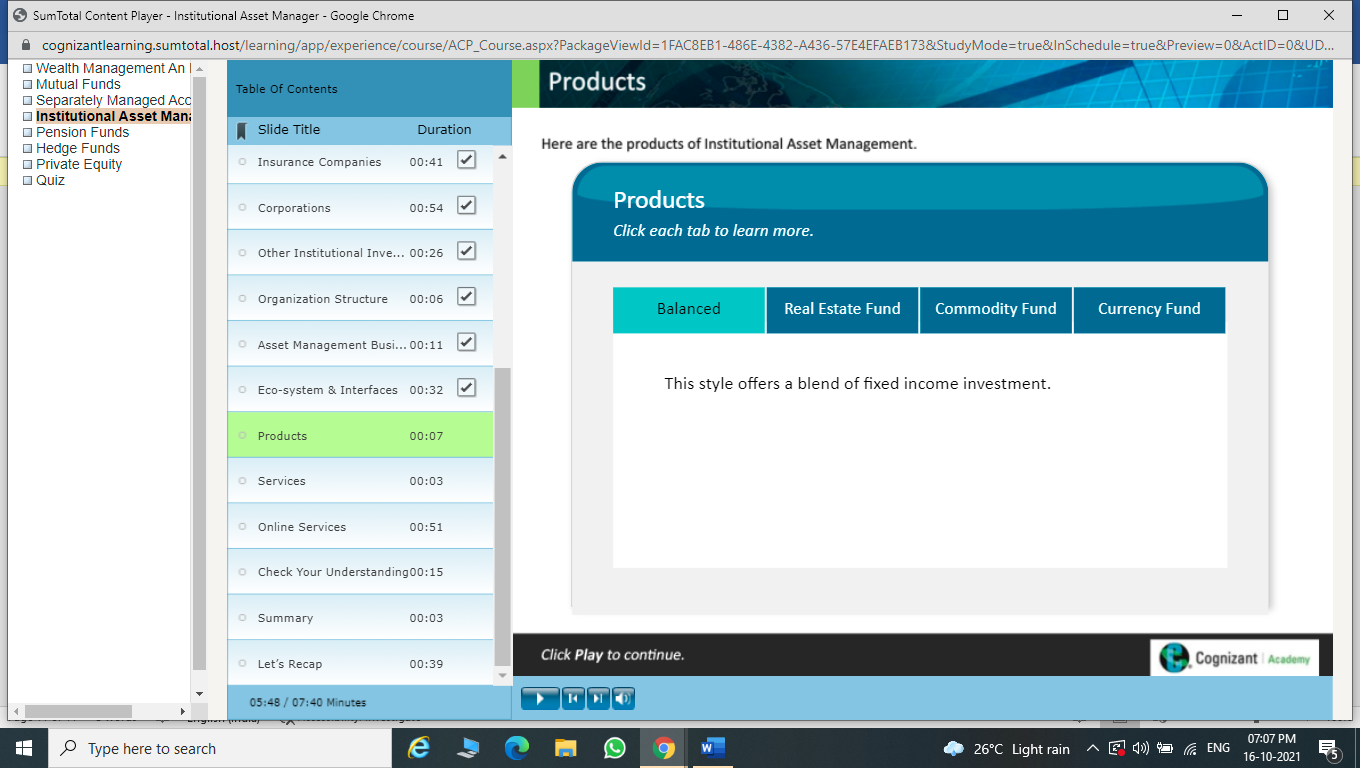 SumTotal Content Player - Institutional Asset Manager - Google Chrome
cognizantlearning.sumtotal.host/learning/app/experience/course/ACP_Course.aspx?PackageViewId=1FAC8EB1-486E-4382-A436-57E4EFAEB173&StudyMode=true&InSchedule=true&Preview=0&ActID=0&UD...
Wealth Management An
Mutual Funds
Separately Managed Acc
Institutional Asset Mana
Pension Funds
Hedge Funds
Private Equity
Quiz
Table Of Contents
Slide Title Duration
Insurance Companies 00:41
Corporations 00:54
Other Institutional Inve... 00:26
Organization Structure 00:06
Asset Management Busi... 00:11
Eco-system & Interfaces 00:32
Products 00:07
Services 00:03
Online Services 00:51
Check Your Understanding 00:15
Summary 00:03
Let's Recap 00:39
05:48 / 07:40 Minutes
Products
Here are the products of Institutional Asset Management.
Products
Click each tab to learn more.
Balanced Real Estate Fund Commodity Fund Currency Fund
This style offers a blend of fixed income investment.
Click Play to continue.
Cognizant | Academy
Type here to search
26°C Light rain
ENG
07:07 PM
16-10-2021
5